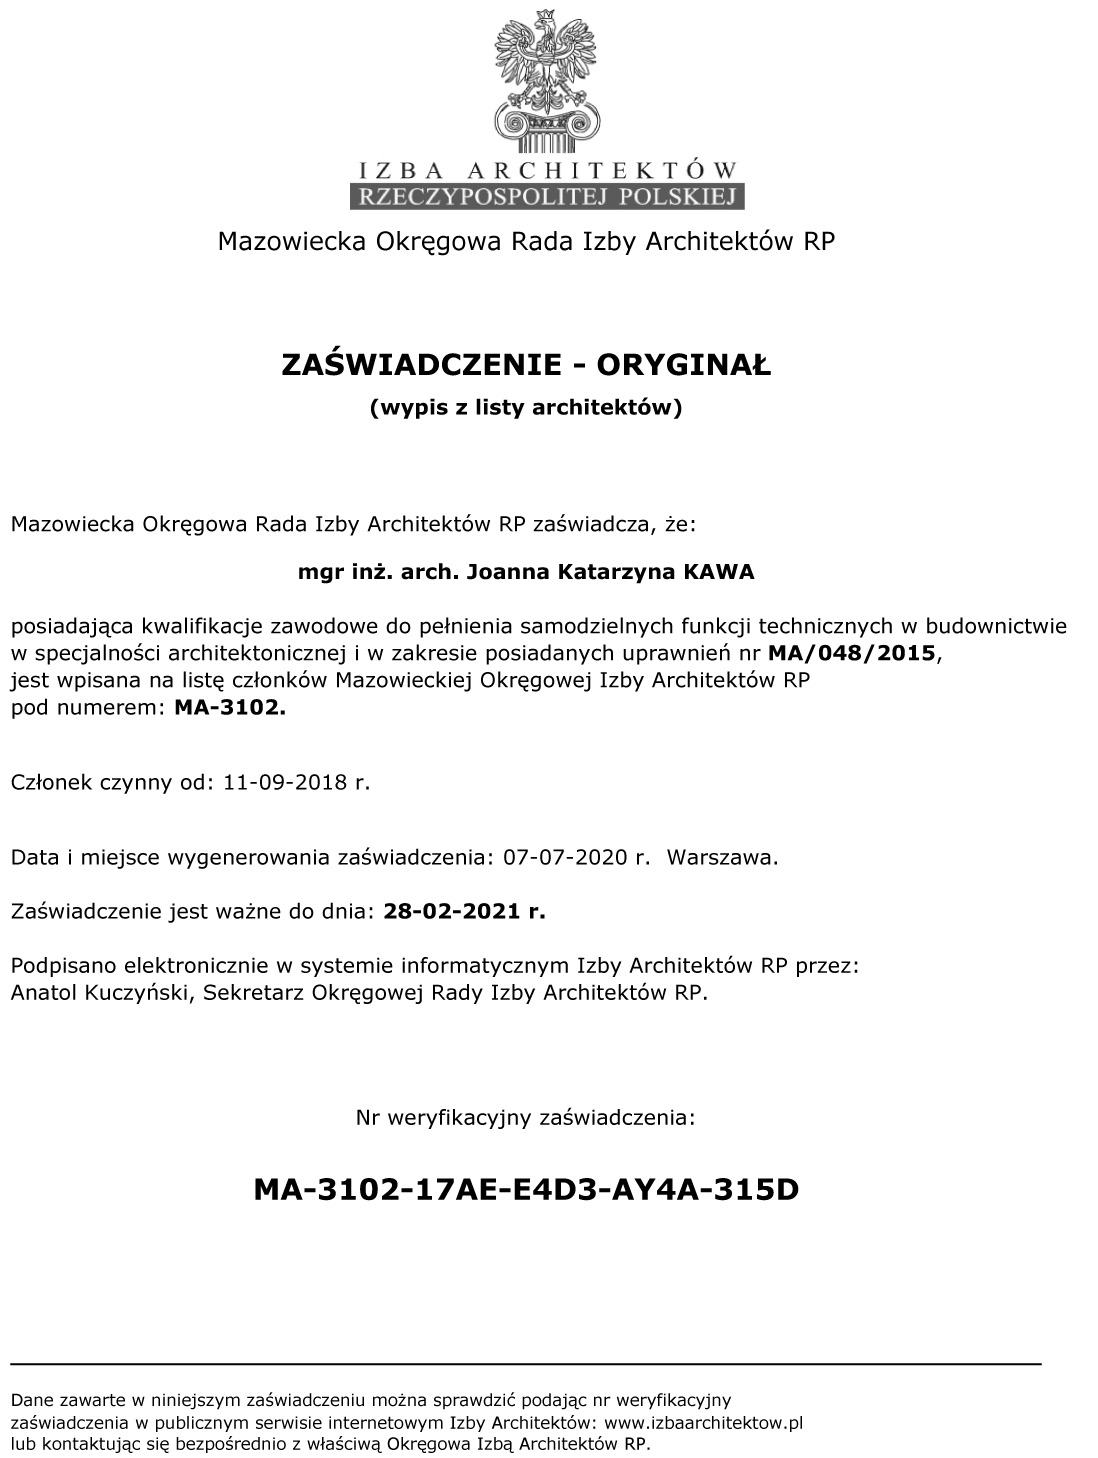 IZBA ARCHITEKTÓW
RZECZYPOSPOLITEJ POLSKIEJ
Mazowiecka Okręgowa Rada Izby Architektów RP
ZAŚWIADCZENIE - ORYGINAŁ
(wypis z listy architektów)
Mazowiecka Okręgowa Rada Izby Architektów RP zaświadcza, że:
mgr inż. arch. Joanna Katarzyna KAWA
posiadająca kwalifikacje zawodowe do pełnienia samodzielnych funkcji technicznych w budownictwie
w specjalności architektonicznej i w zakresie posiadanych uprawnień nr MA/048/2015,
jest wpisana na listę członków Mazowieckiej Okręgowej Izby Architektów RP
pod numerem: MA-3102.
Członek czynny od: 11-09-2018 r.
Data i miejsce wygenerowania zaświadczenia: 07-07-2020 r.  Warszawa.
Zaświadczenie jest ważne do dnia: 28-02-2021 r.
Podpisano elektronicznie w systemie informatycznym Izby Architektów RP przez:
Anatol Kuczyński, Sekretarz Okręgowej Rady Izby Architektów RP.
Nr weryfikacyjny zaświadczenia:
MA-3102-17AE-E4D3-AY4A-315D
Dane zawarte w niniejszym zaświadczeniu można sprawdzić podając nr weryfikacyjny
zaświadczenia w publicznym serwisie internetowym Izby Architektów: www.izbaarchitektow.pl
lub kontaktując się bezpośrednio z właściwą Okręgowa Izbą Architektów RP.